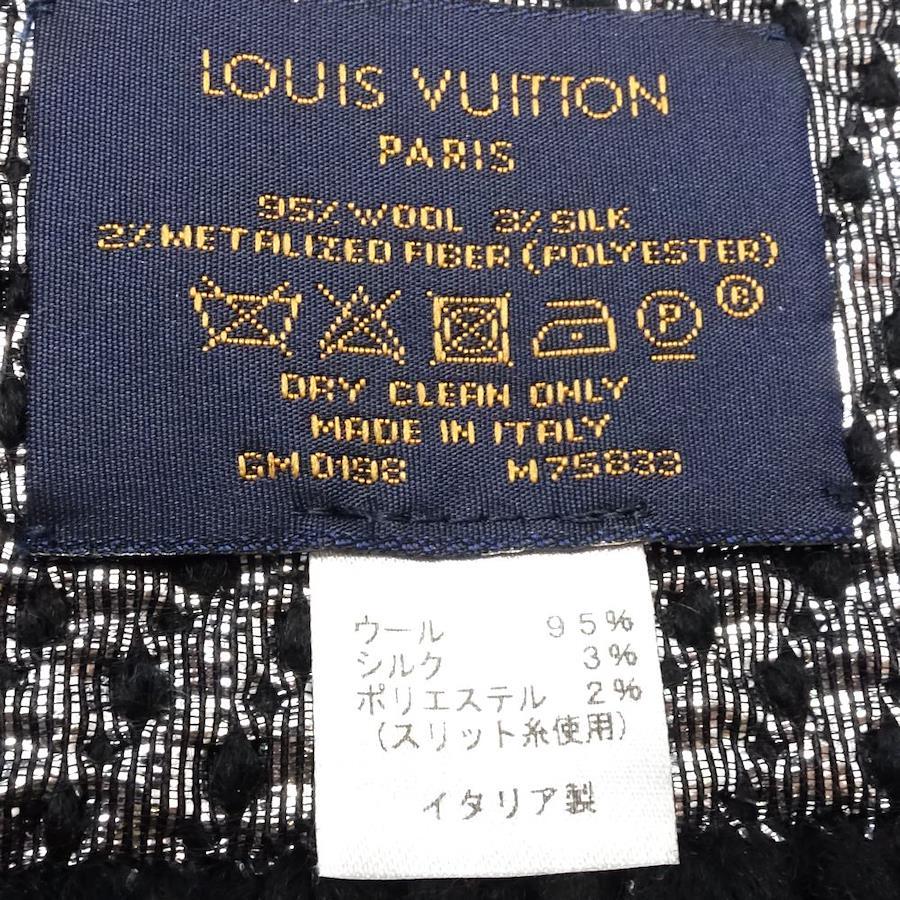 LOUIS VUITTON
PARIS
95% WOOL 3% SILK
2% METALIZED FIBER (POLYESTER)
P
®
DRY CLEAN ONLY
MADE IN ITALY
GM0198 M75833
ウール 95%
シルク 3%
ポリエステル 2%
(スリット糸使用)
イタリア製